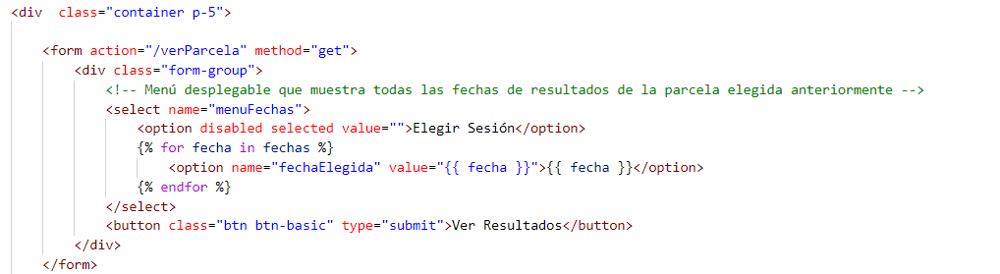 <div  class="container p-5">
<form action="/verParcela" method="get">
<div class="form-group">
<!-- Menú desplegable que muestra todas las fechas de resultados de la parcela elegida anteriormente -->
<select name="menuFechas">
<option disabled selected value="">Elegir Sesión</option>
{% for fecha in fechas %}
<option name="fechaElegida" value="{{ fecha }}">{{ fecha }}</option>
{% endfor %}
</select>
<button class="btn btn-basic" type="submit">Ver Resultados</button>
</div>
</form>